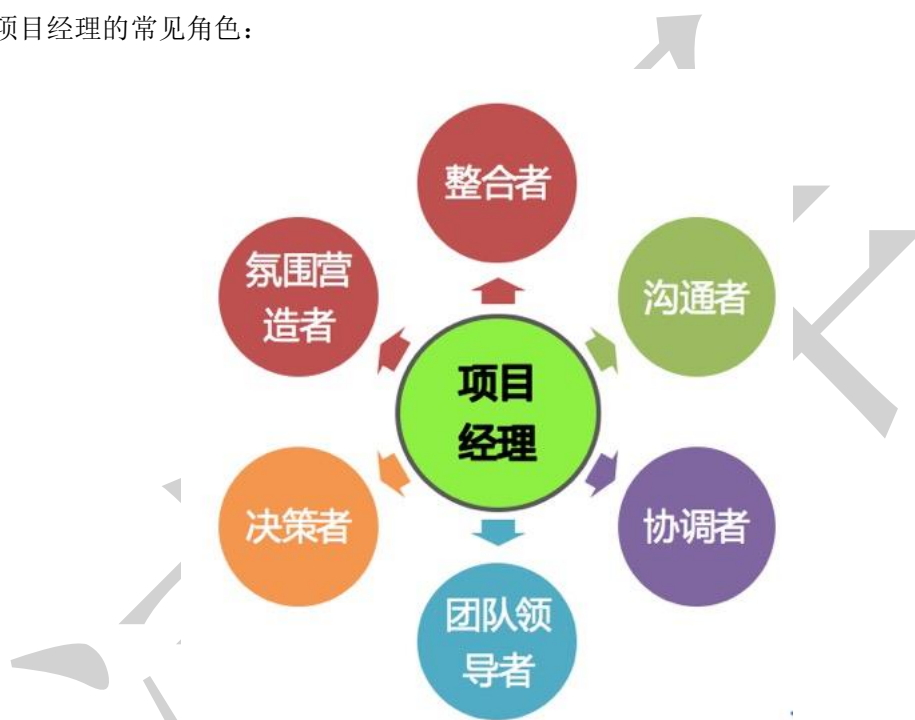 项目经理的常见角色：
整合者
氛围营
造者
沟通者
项目
经理
决策者
协调者
团队领
导者